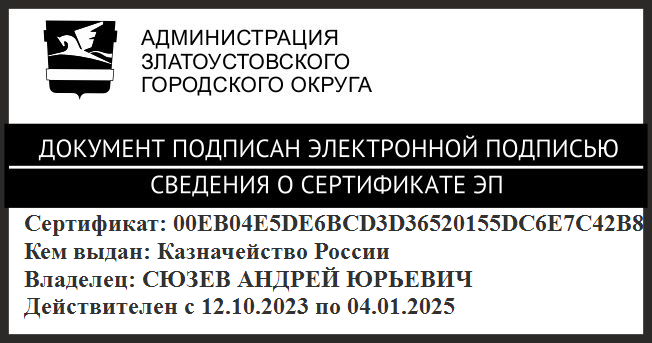 АДМИНИСТРАЦИЯ
ЗЛАТОУСТОВСКОГО
ГОРОДСКОГО ОКРУГА
ДОКУМЕНТ ПОДПИСАН ЭЛЕКТРОННОЙ ПОДПИСЬЮ
СВЕДЕНИЯ О СЕРТИФИКАТЕ ЭП
Сертификат: 00EB04E5DE6BCD3D36520155DC6E7C42B8
Кем выдан: Казначейство России
Владелец: СЮЗЕВ АНДРЕЙ ЮРЬЕВИЧ
Действителен с 12.10.2023 по 04.01.2025